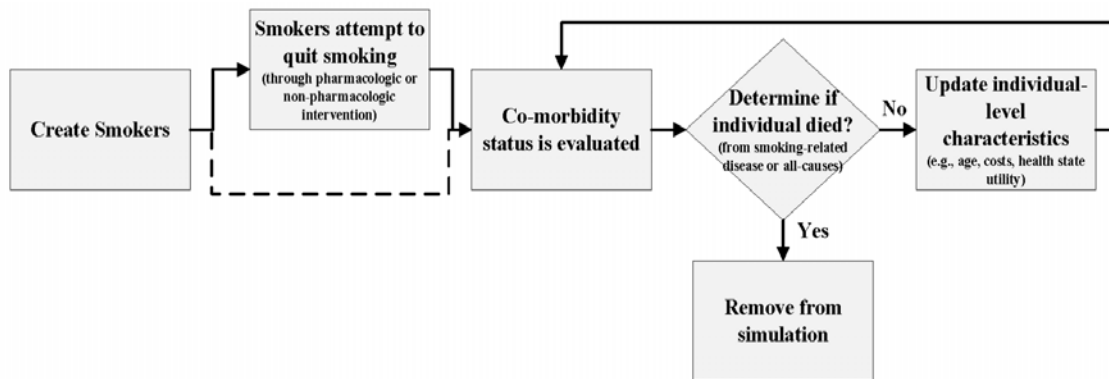 Create Smokers
Smokers attempt to
quit smoking
(through pharmacologic or
non-pharmacologic
intervention)
Co-morbidity
status is evaluated
Determine if
individual died?
(from smoking-related
disease or all-causes)
No
Yes
Update individual-
level
characteristics
(e.g., age, costs, health state
utility)
Remove from
simulation